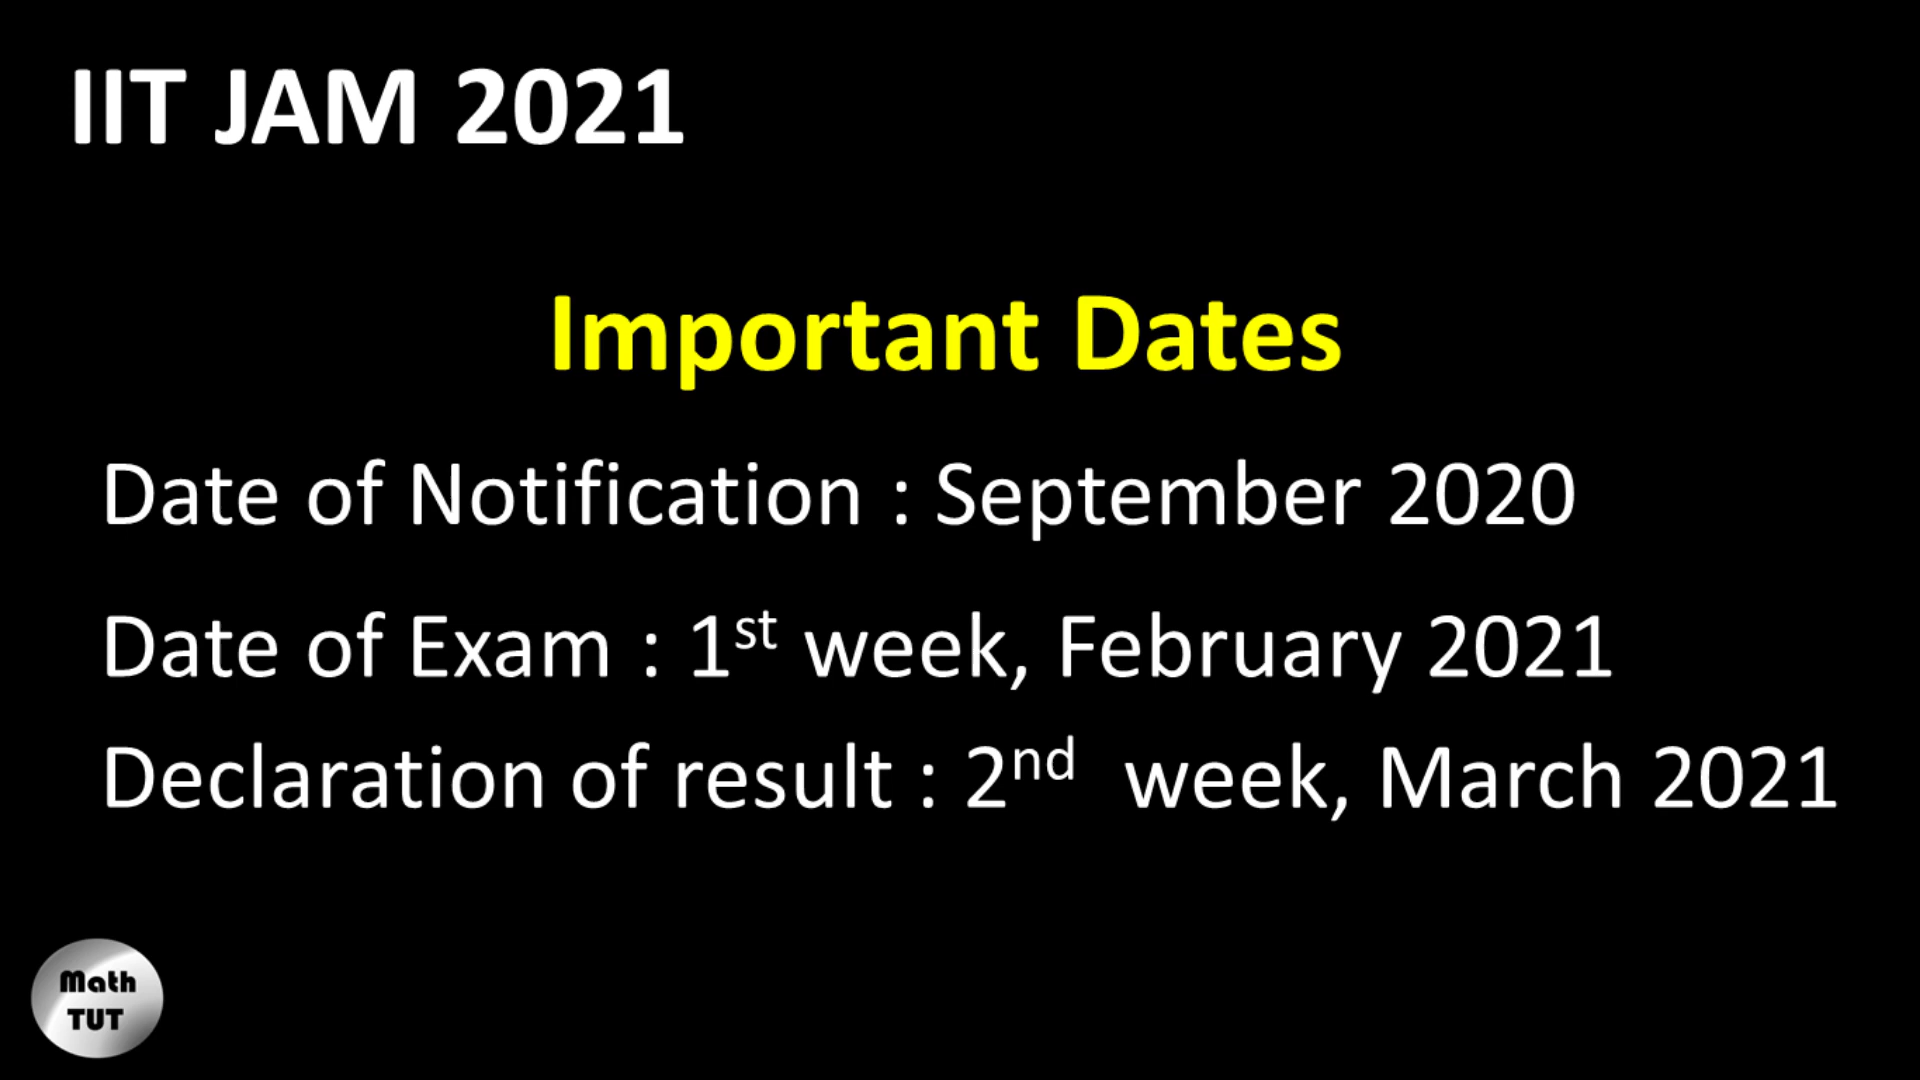 IIT JAM 2021
Important Dates
Date of Notification : September 2020
Date of Exam : 1st week, February 2021
Declaration of result : 2nd week, March 2021
Math
TUT